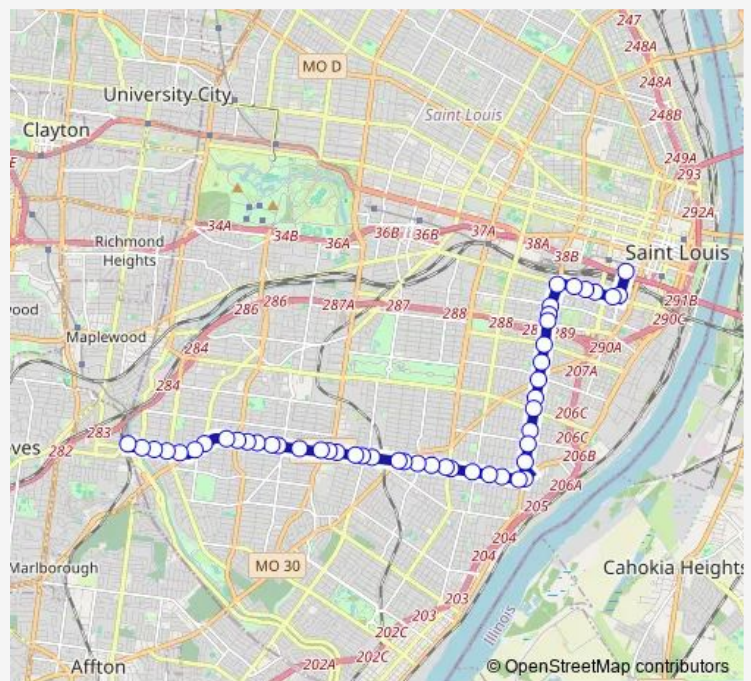 247
248A
MO D
248A
University City
Saint Louis
248B
Clayton
249A
293
E
292A
34A
34B
36A
36B
36B
37A
38A
38B
Richmond
Heights
Saint Louis
286
286
287A
287
288
288
289
291B
290C
ood
Maplewood
284
290A
284
207A
206C
283
ves
282
206C
206B
206A
205
204
MO 30
204
Marlborough
Cahokia Heights
203
203
202C
Illinois
202C
202A
Affton
© OpenStreetMap contributors